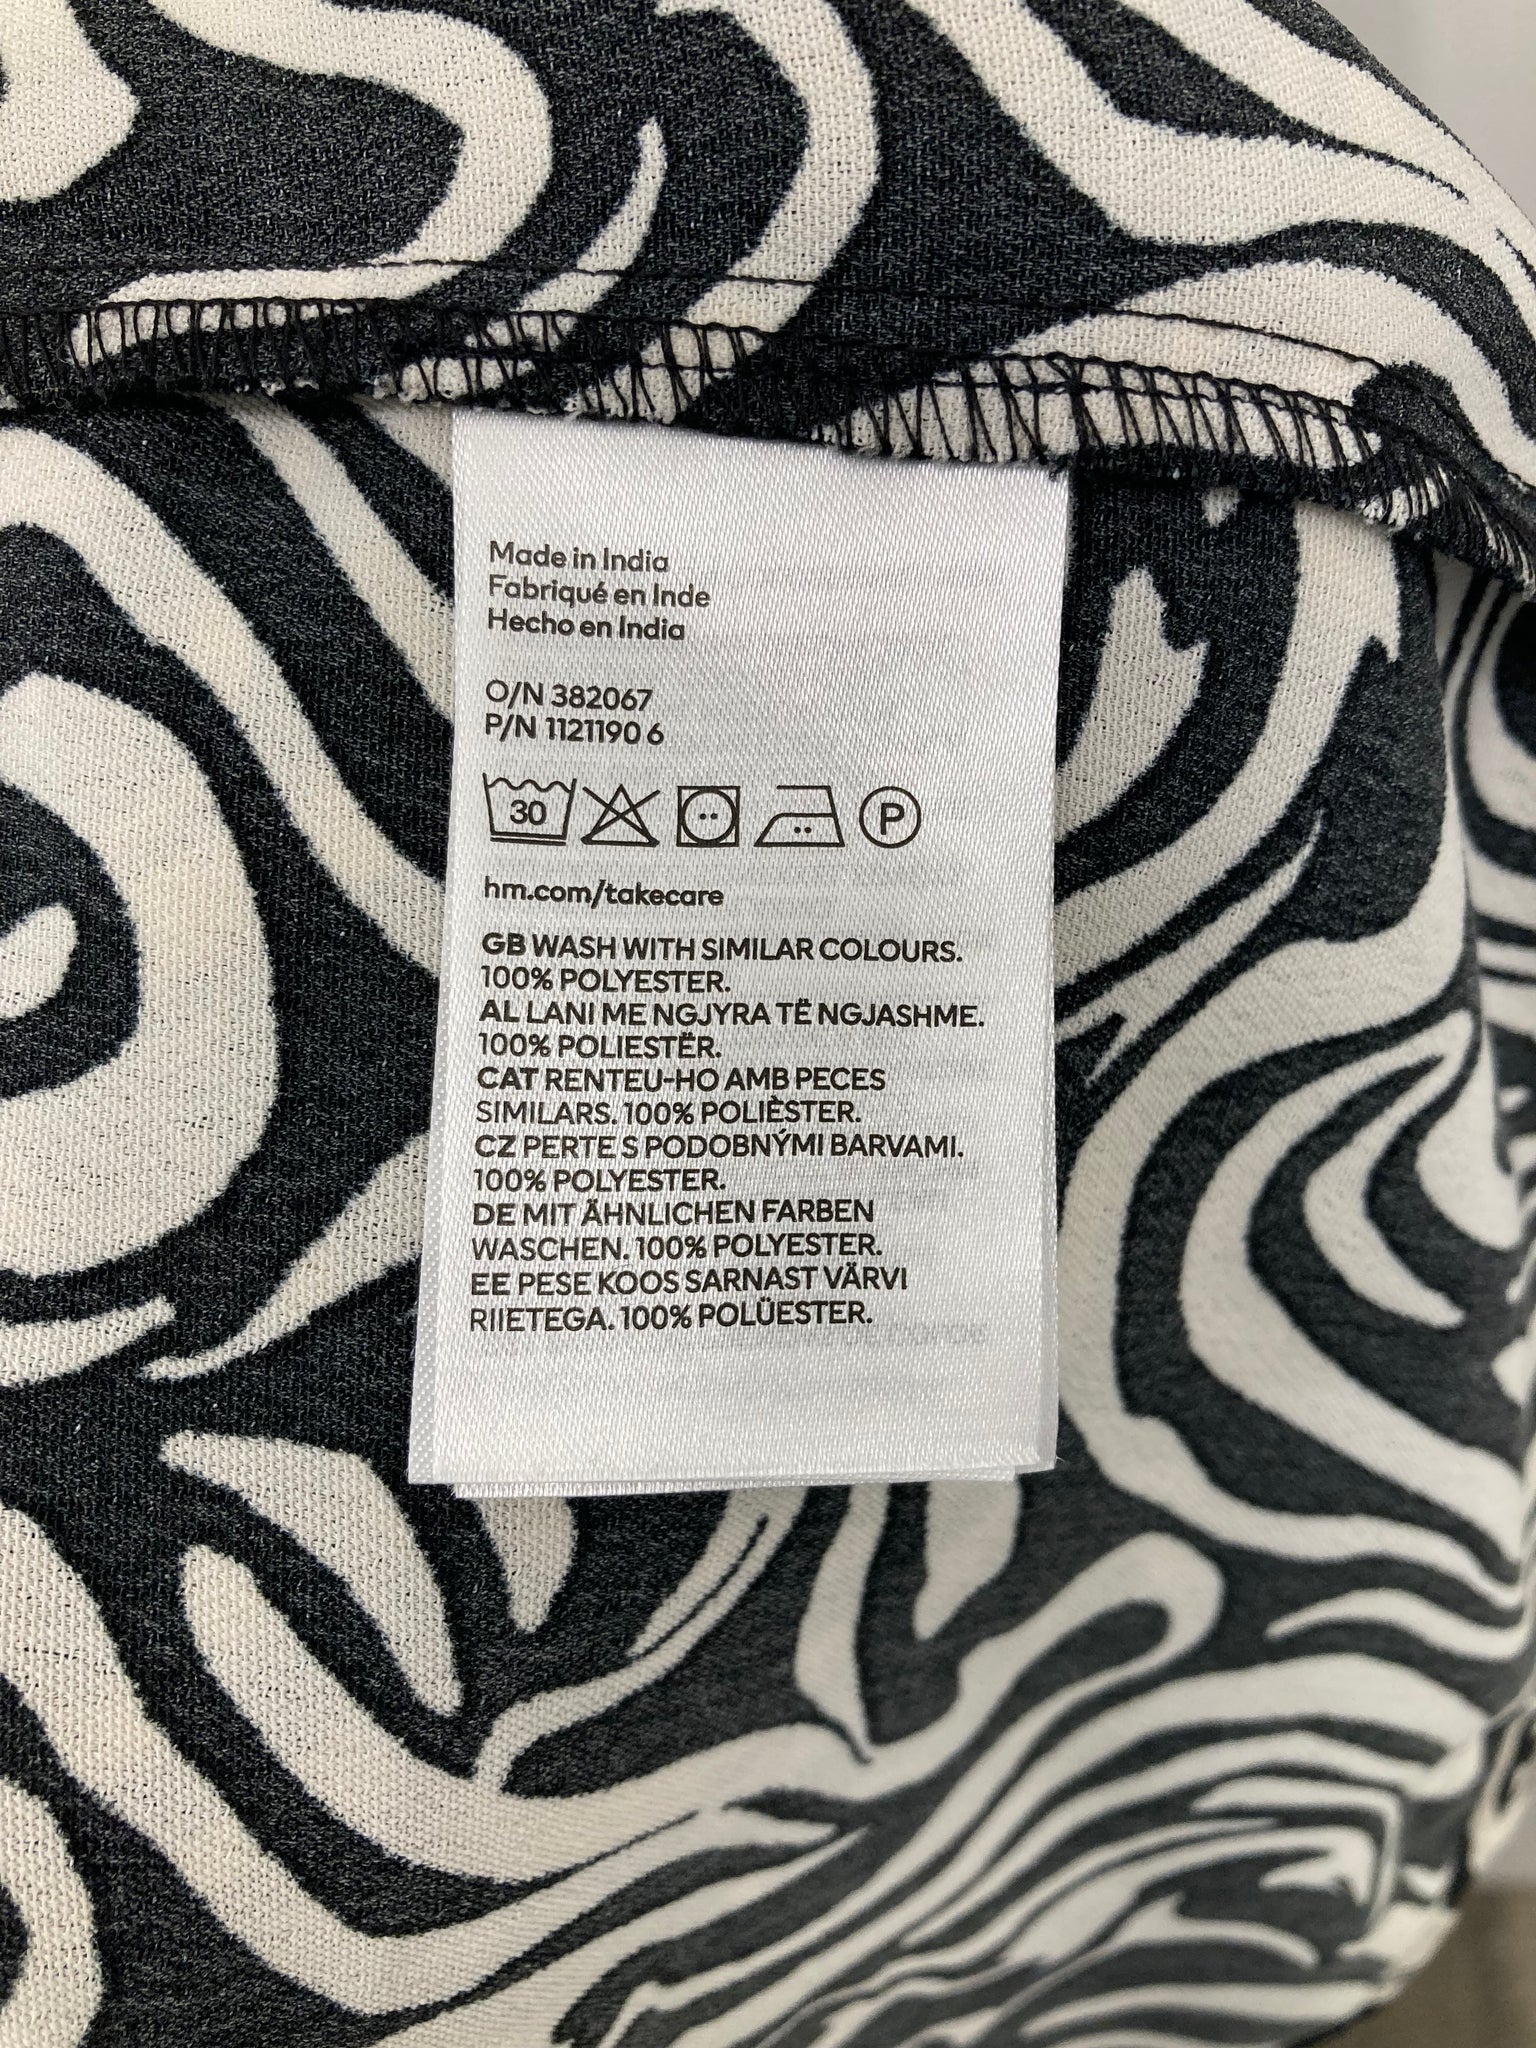 Made in India
Fabriqué en Inde
Hecho en India
O/N 382067
P/N 1121190 6
30
P
hm.com/takecare
GB WASH WITH SIMILAR COLOURS.
100% POLYESTER.
AL LANI ME NGJYRA TË NGJASHME.
100% POLIESTËR.
CAT RENTEU-HO AMB PECES
SIMILARS. 100% POLIÈSTER.
CZ PERTE S PODOBNÝMI BARVAMI.
100% POLYESTER.
DE MIT ÄHNLICHEN FARBEN
WASCHEN. 100% POLYESTER.
EE PESE KOOS SARNAST VÄRVI
RIIETEGA. 100% POLÜESTER.